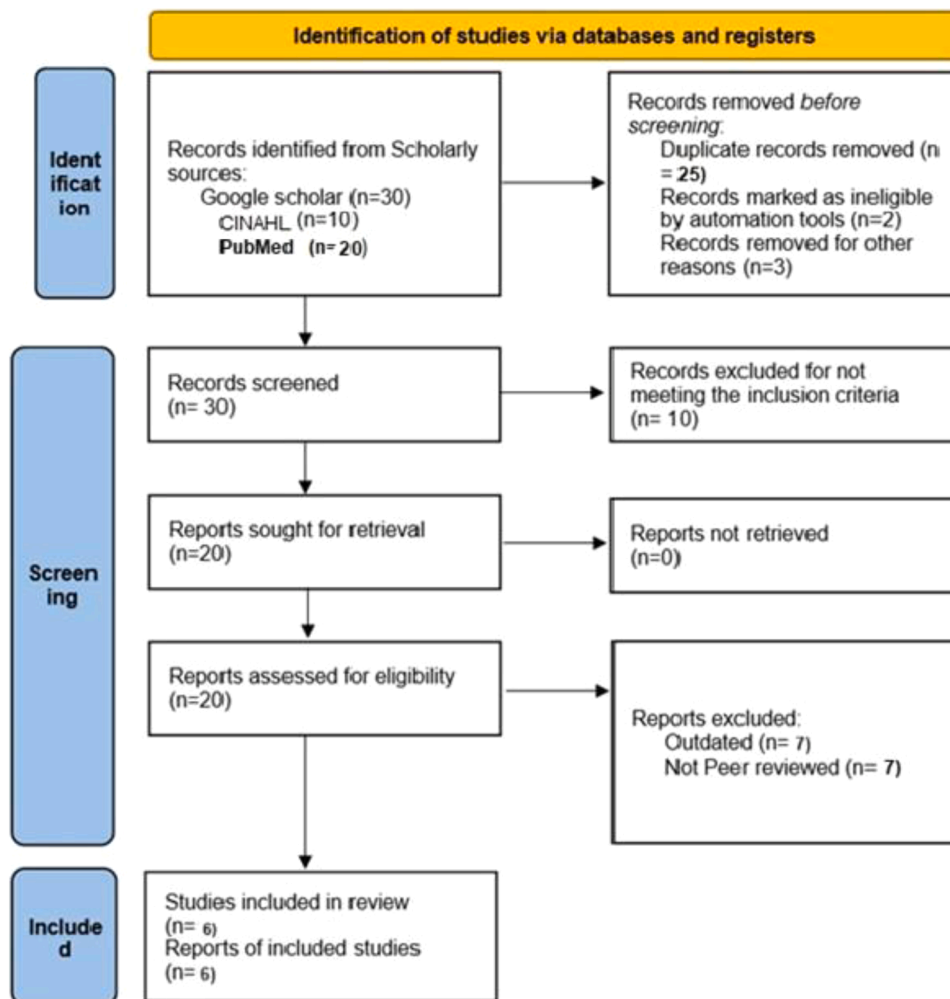 Identification of studies via databases and registers
Ident
ificat
ion
Records identified from Scholarly
sources:
Google scholar (n=30)
CINAHL (n=10)
PubMed (n=20)
Records removed before
screening:
Duplicate records removed (n
= 25)
Records marked as ineligible
by automation tools (n=2)
Records removed for other
reasons (n=3)
Screen
ing
Records screened
(n= 30)
Records excluded for not
meeting the inclusion criteria
(n= 10)
Reports sought for retrieval
(n=20)
Reports not retrieved
(n=0)
Reports assessed for eligibility
(n=20)
Reports excluded:
Outdated (n= 7)
Not Peer reviewed (n= 7)
Include
d
Studies included in review
(n= 6)
Reports of included studies
(n= 6)